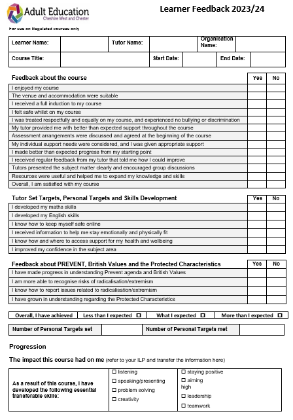 Adult Education
Cheshire West and Chester
Learner Feedback 2023/24
For use on Regulated courses only
Learner Name:
Tutor Name:
Organisation Name:
Course Title:
Start Date:
End Date:
Feedback about the course
Yes
No
I enjoyed my course
The venue and accommodation were suitable
I received a full induction to my course
I felt safe whilst on my course
I was treated respectfully and equally on my course, and experienced no bullying or discrimination
My tutor provided me with better than expected support throughout the course
Assessment arrangements were discussed and agreed at the beginning of the course
My individual support needs were considered, and I was given appropriate support
I made better than expected progress from my starting point
I received regular feedback from my tutor that told me how I could improve
Tutors presented the subject matter clearly and encouraged group discussions
Resources were useful and helped me to expand my knowledge and skills
Overall, I am satisfied with my course
Tutor Set Targets, Personal Targets and Skills Development
Yes
No
I developed my maths skills
I developed my English skills
I know how to keep myself safe online
I received information to help me stay emotionally and physically fit
I know how and where to access support for my health and wellbeing
I improved my confidence in the subject area
Feedback about PREVENT, British Values and the Protected Characteristics
Yes
No
I have made progress in understanding Prevent agenda and British Values
I am more able to recognise risks of radicalisation/extremism
I know how to report issues related to radicalisation/extremism
I have grown in understanding regarding the Protected Characteristics
Overall, I have achieved
Less than I expected
What I expected
More than I expected
Number of Personal Targets set
Number of Personal Targets met
Progression
The impact this course had on me (refer to your ILP and transfer the information here)
As a result of this course, I have developed the following essential transferable skills:
listening
speaking/presenting
problem solving
creativity
staying positive
aiming high
leadership
teamwork